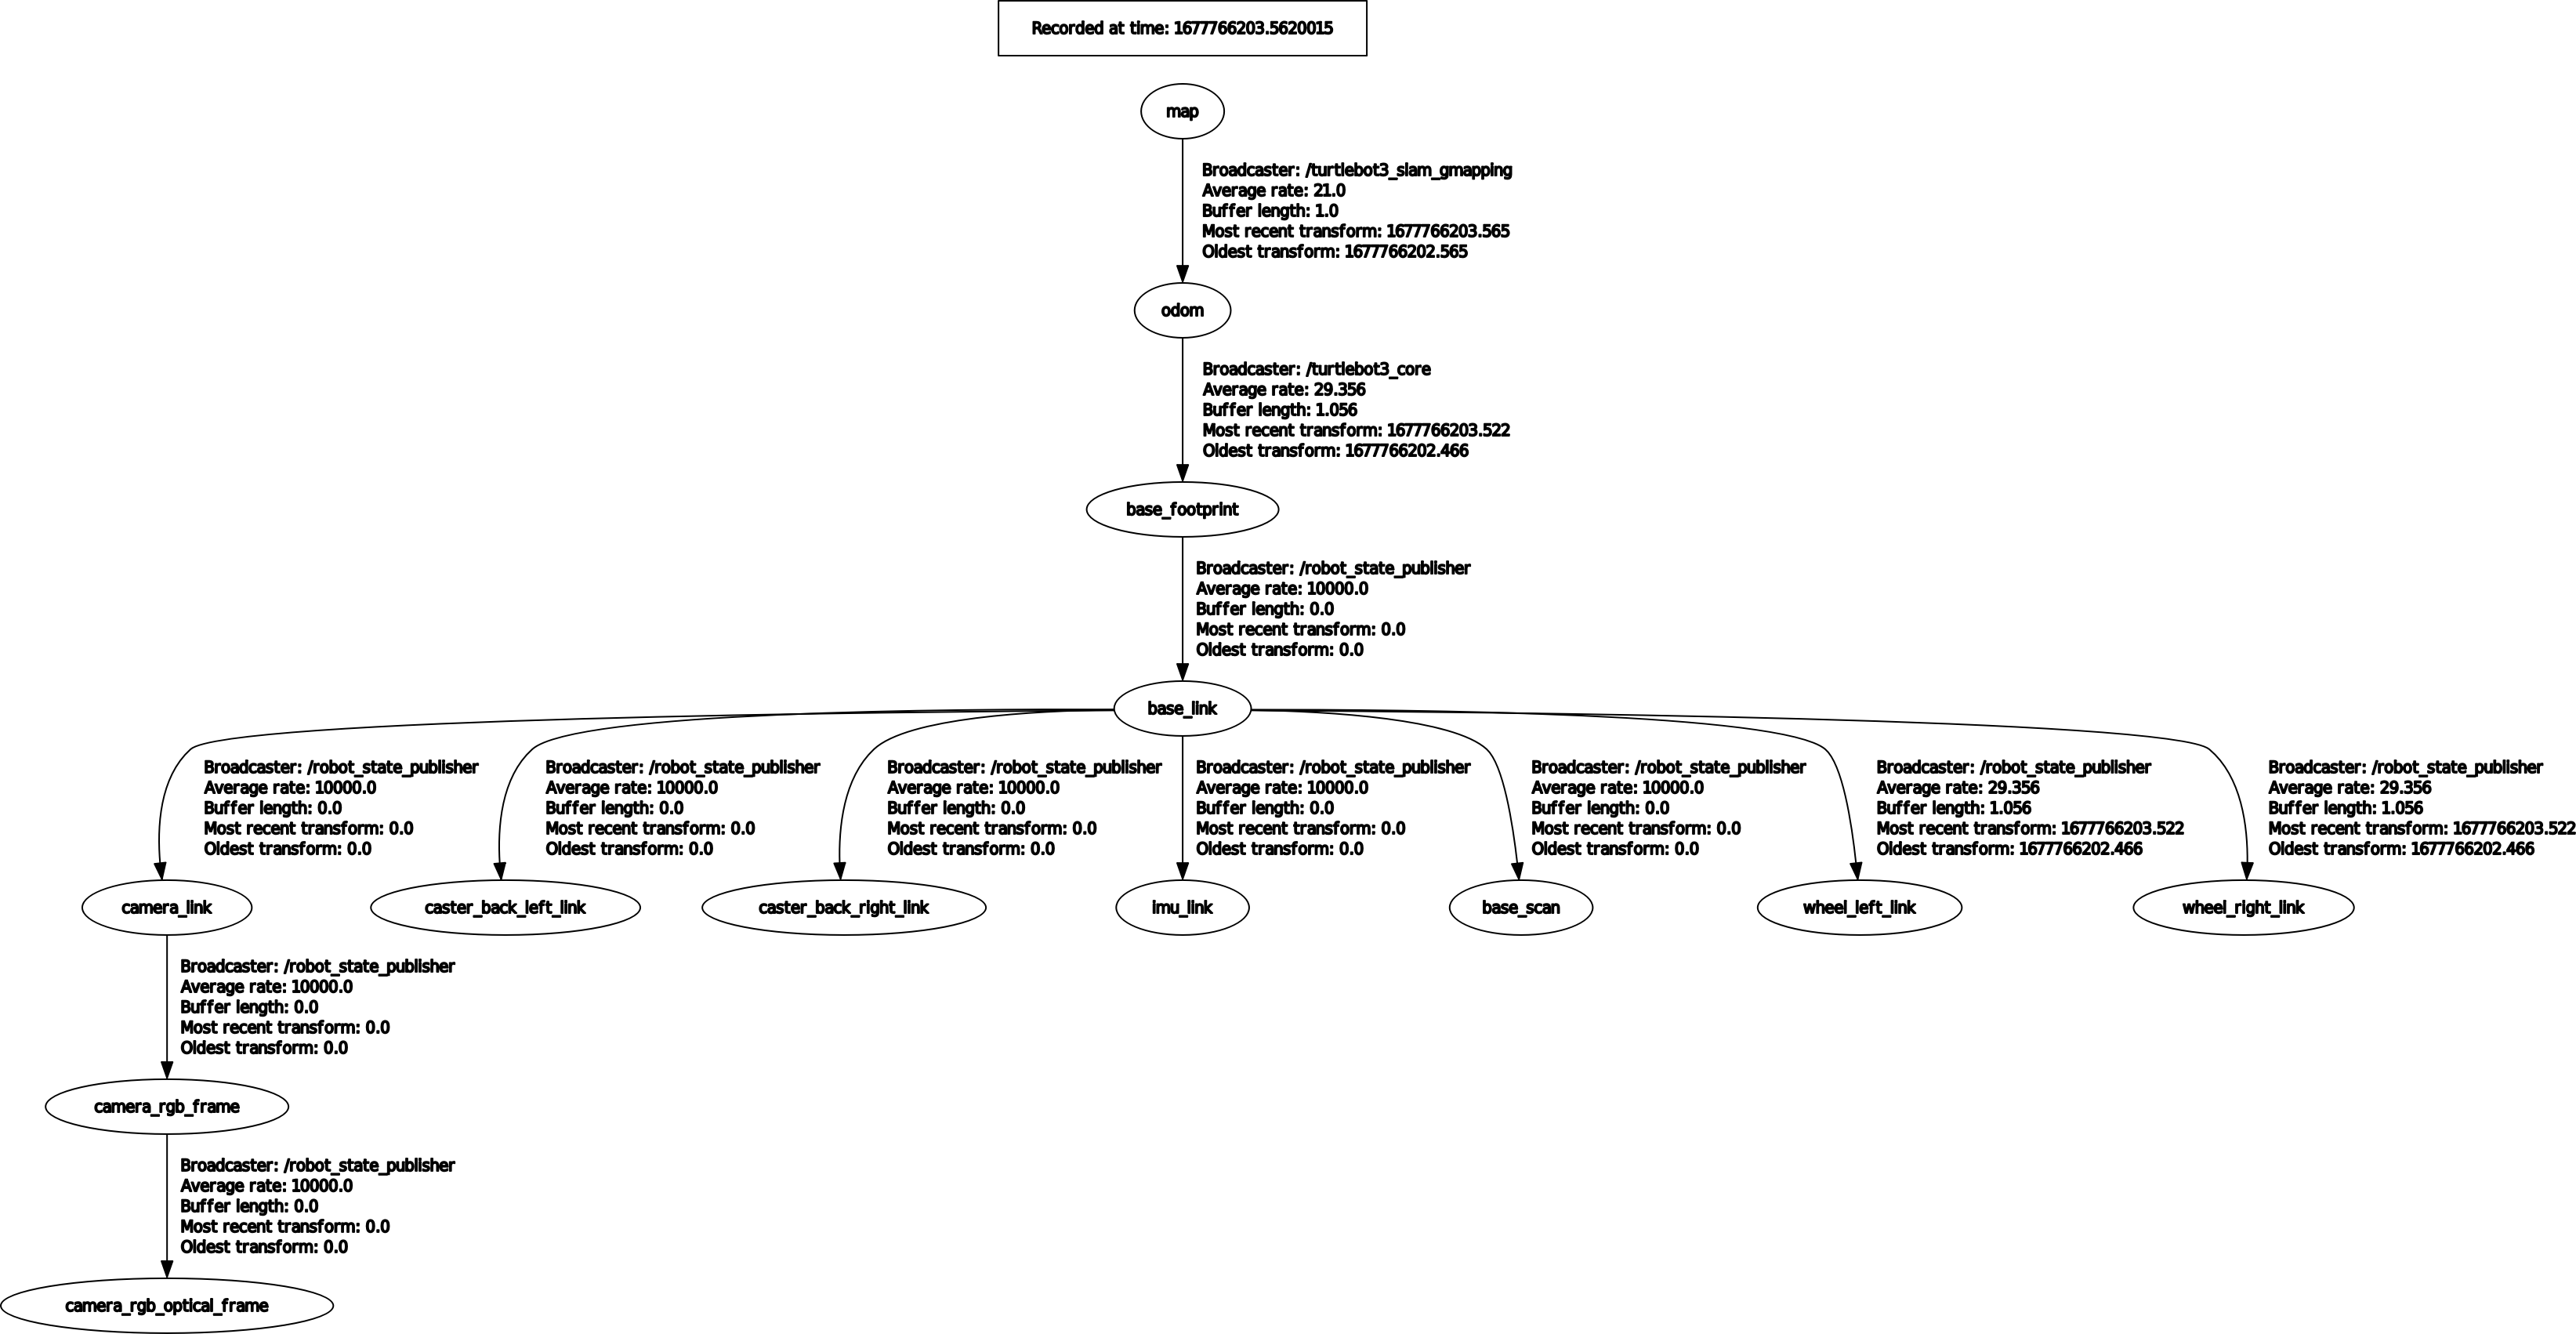 Recorded at time: 1677766203.5620015
map
Broadcaster: /turtlebot3_slam_gmapping
Average rate: 21.0
Buffer length: 1.0
Most recent transform: 1677766203.565
Oldest transform: 1677766202.565
odom
Broadcaster: /turtlebot3_core
Average rate: 29.356
Buffer length: 1.056
Most recent transform: 1677766203.522
Oldest transform: 1677766202.466
base_footprint
Broadcaster: /robot_state_publisher
Average rate: 10000.0
Buffer length: 0.0
Most recent transform: 0.0
Oldest transform: 0.0
base_link
Broadcaster: /robot_state_publisher
Average rate: 10000.0
Buffer length: 0.0
Most recent transform: 0.0
Oldest transform: 0.0
Broadcaster: /robot_state_publisher
Average rate: 10000.0
Buffer length: 0.0
Most recent transform: 0.0
Oldest transform: 0.0
Broadcaster: /robot_state_publisher
Average rate: 10000.0
Buffer length: 0.0
Most recent transform: 0.0
Oldest transform: 0.0
Broadcaster: /robot_state_publisher
Average rate: 10000.0
Buffer length: 0.0
Most recent transform: 0.0
Oldest transform: 0.0
Broadcaster: /robot_state_publisher
Average rate: 10000.0
Buffer length: 0.0
Most recent transform: 0.0
Oldest transform: 0.0
Broadcaster: /robot_state_publisher
Average rate: 29.356
Buffer length: 1.056
Most recent transform: 1677766203.522
Oldest transform: 1677766202.466
Broadcaster: /robot_state_publisher
Average rate: 29.356
Buffer length: 1.056
Most recent transform: 1677766203.522
Oldest transform: 1677766202.466
camera_link
caster_back_left_link
caster_back_right_link
imu_link
base_scan
wheel_left_link
wheel_right_link
Broadcaster: /robot_state_publisher
Average rate: 10000.0
Buffer length: 0.0
Most recent transform: 0.0
Oldest transform: 0.0
camera_rgb_frame
Broadcaster: /robot_state_publisher
Average rate: 10000.0
Buffer length: 0.0
Most recent transform: 0.0
Oldest transform: 0.0
camera_rgb_optical_frame